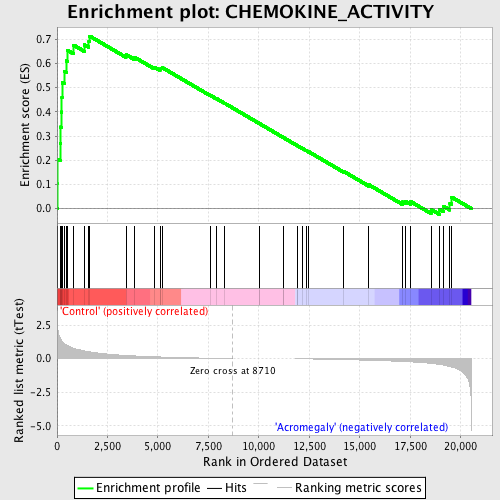 Enrichment plot: CHEMOKINE_ACTIVITY
Enrichment score (ES)
0.7
0.6
0.5
0.4
0.3
0.2
0.1
0.0
'Control' (positively correlated)
Ranked list metric (tTest)
2.5
0.0
-2.5
-5.0
Zero cross at 8710
'Acromegaly' (negatively correlated)
0 2,500 5,000 7,500 10,000 12,500 15,000 17,500 20,000
Rank in Ordered Dataset
Enrichment profile Hits Ranking metric scores